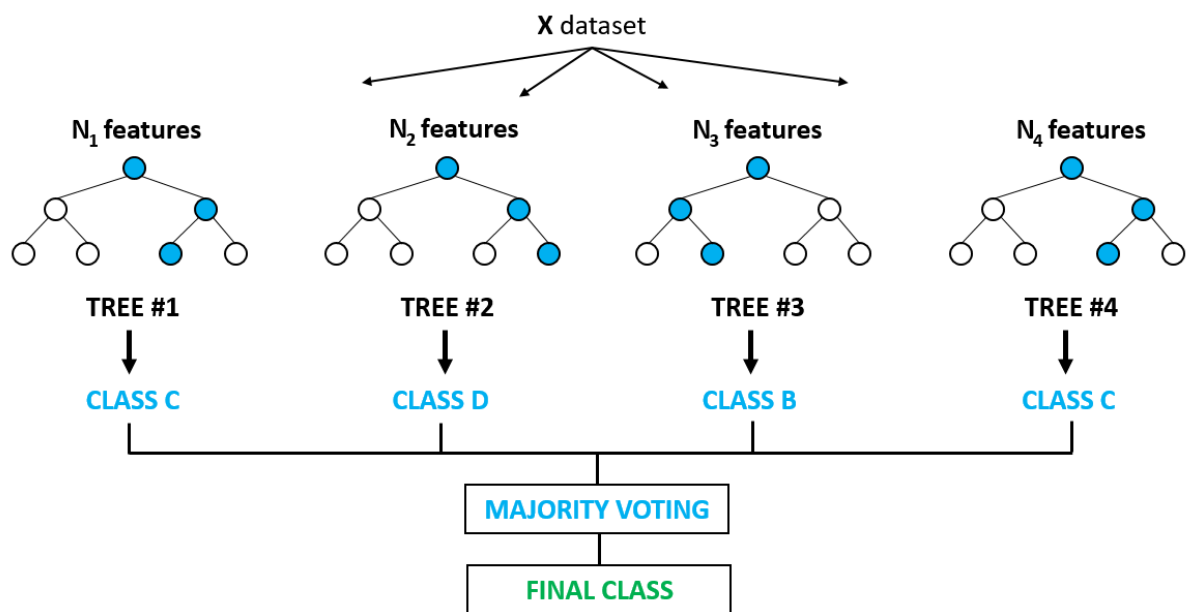 X dataset
N₁ features
N₂ features
N₃ features
N₄ features
TREE #1
TREE #2
TREE #3
TREE #4
CLASS C
CLASS D
CLASS B
CLASS C
MAJORITY VOTING
FINAL CLASS